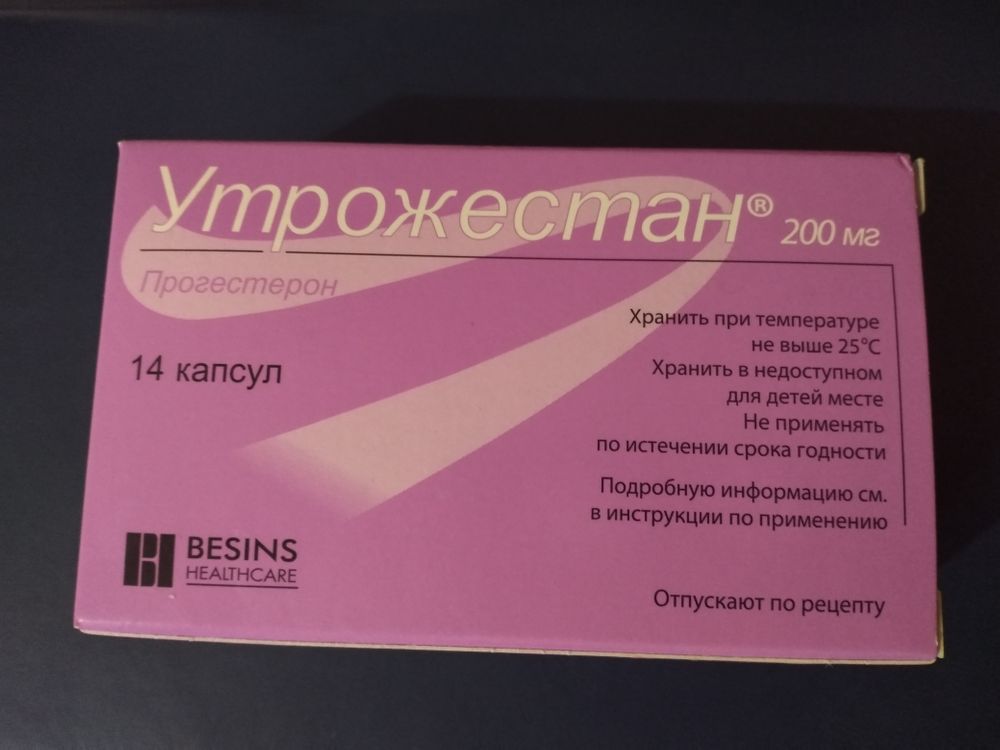 Утрожестан® 200 мг
Прогестерон
14 капсул
Хранить при температуре
не выше 25°C
Хранить в недоступном
для детей месте
Не применять
по истечении срока годности
Подробную информацию см.
в инструкции по применению
BESINS
HEALTHCARE
Отпускают по рецепту